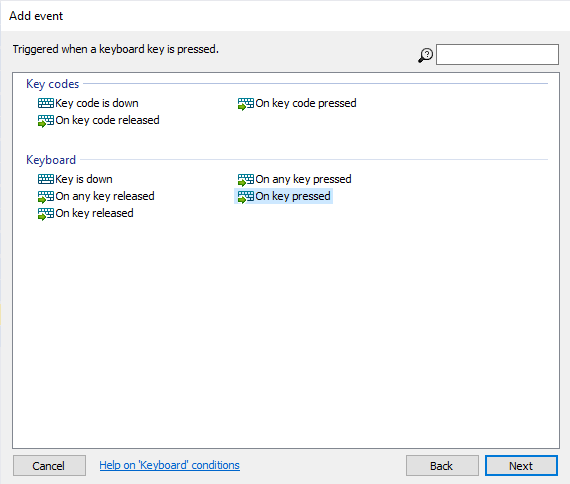 Add event
Triggered when a keyboard key is pressed.
Key codes
Key code is down
On key code pressed
On key code released
Keyboard
Key is down
On any key pressed
On any key released
On key pressed
On key released
Cancel
Help on 'Keyboard' conditions
Back
Next